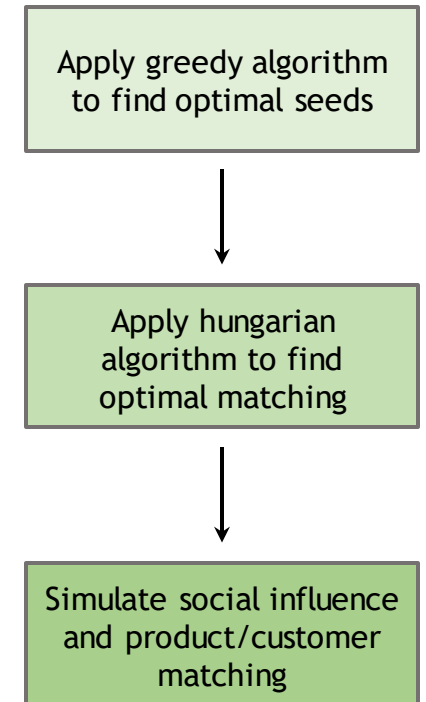 Apply greedy algorithm
to find optimal seeds
Apply hungarian
algorithm to find
optimal matching
Simulate social influence
and product/customer
matching